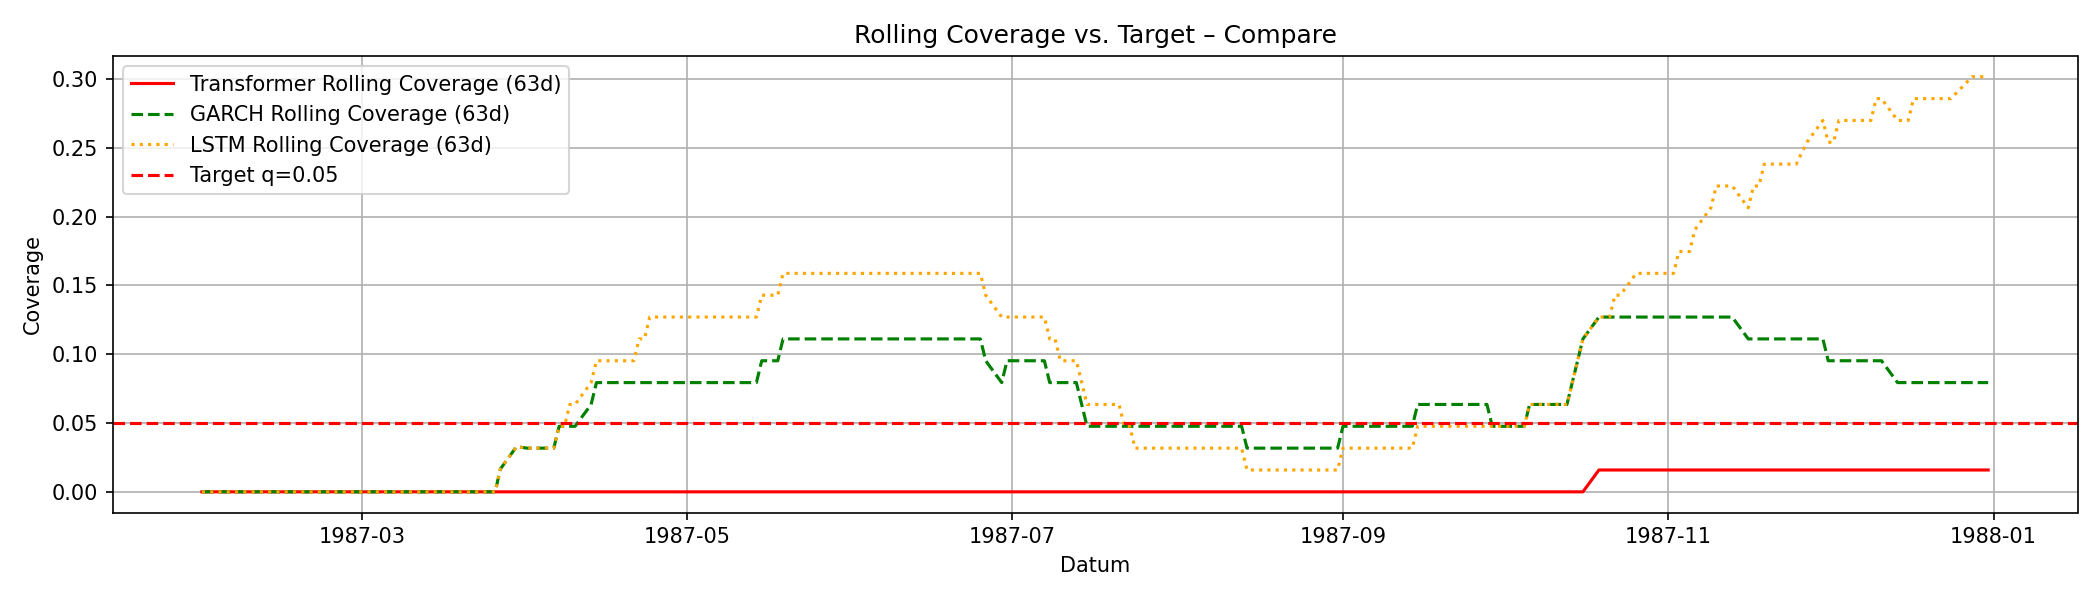 Rolling Coverage vs. Target – Compare
Transformer Rolling Coverage (63d)
GARCH Rolling Coverage (63d)
LSTM Rolling Coverage (63d)
Target q=0.05
Coverage
0.30
0.25
0.20
0.15
0.10
0.05
0.00
1987-03
1987-05
1987-07
1987-09
1987-11
1988-01
Datum